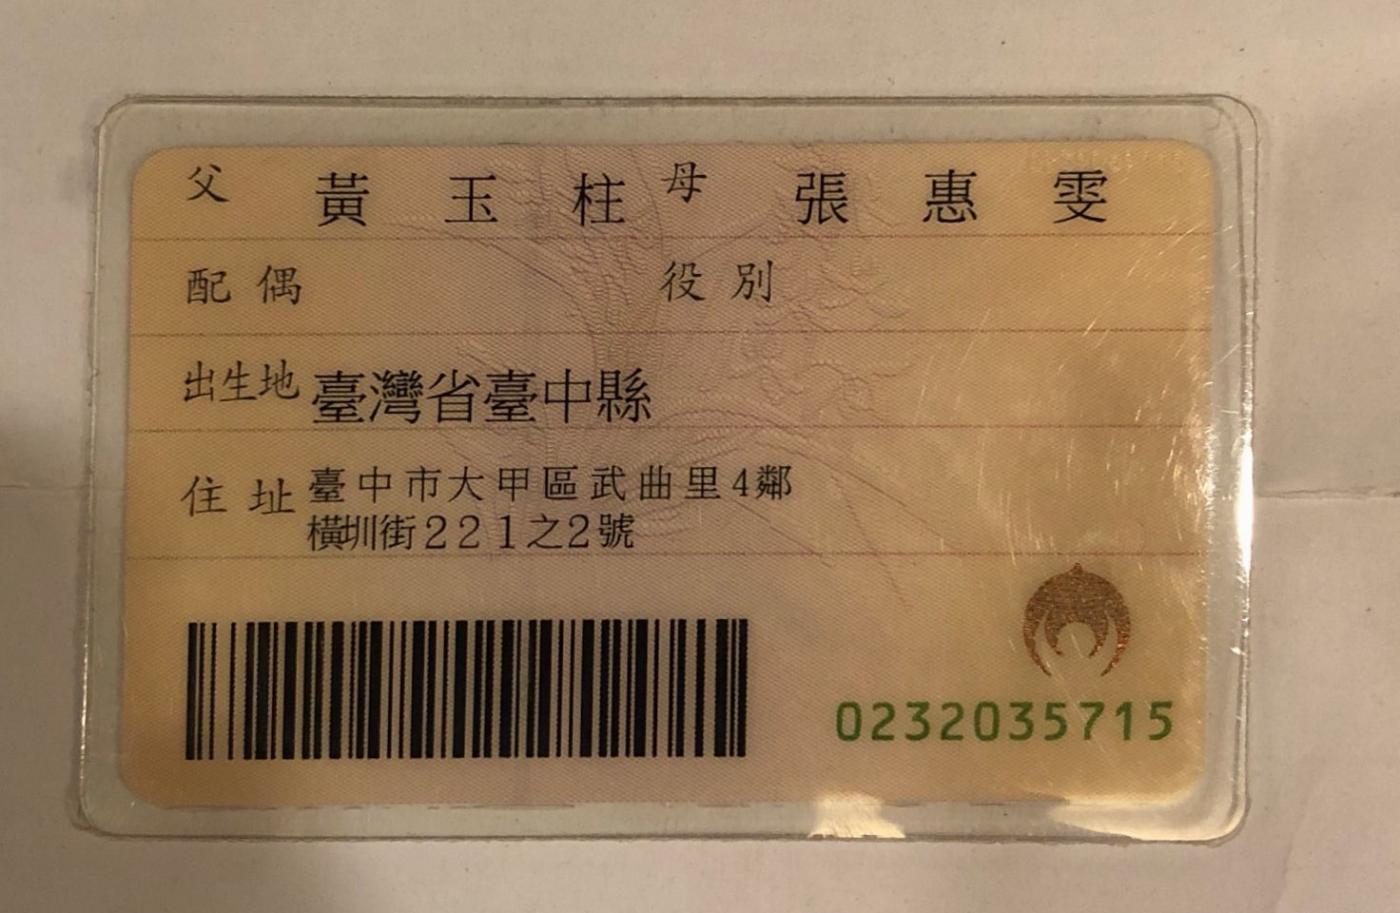 父 黃玉柱 母 張惠雯
配偶 役別
出生地 臺灣省臺中縣
住址 臺中市大甲區武曲里4鄰
橫圳街221之2號
0232035715